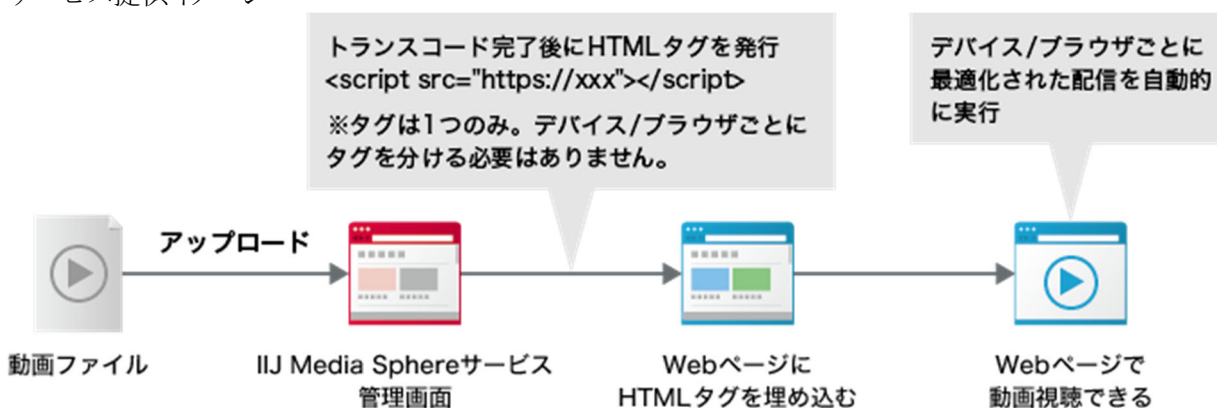 トランスコード完了後にHTMLタグを発行
<script src="https://xxx"></script>
※タグは1つのみ。デバイス/ブラウザごとに
タグを分ける必要はありません。
デバイス/ブラウザごとに
最適化された配信を自動的
に実行
アップロード
動画ファイル
IIJ Media Sphereサービス
管理画面
Webページに
HTMLタグを埋め込む
Webページで
動画視聴できる